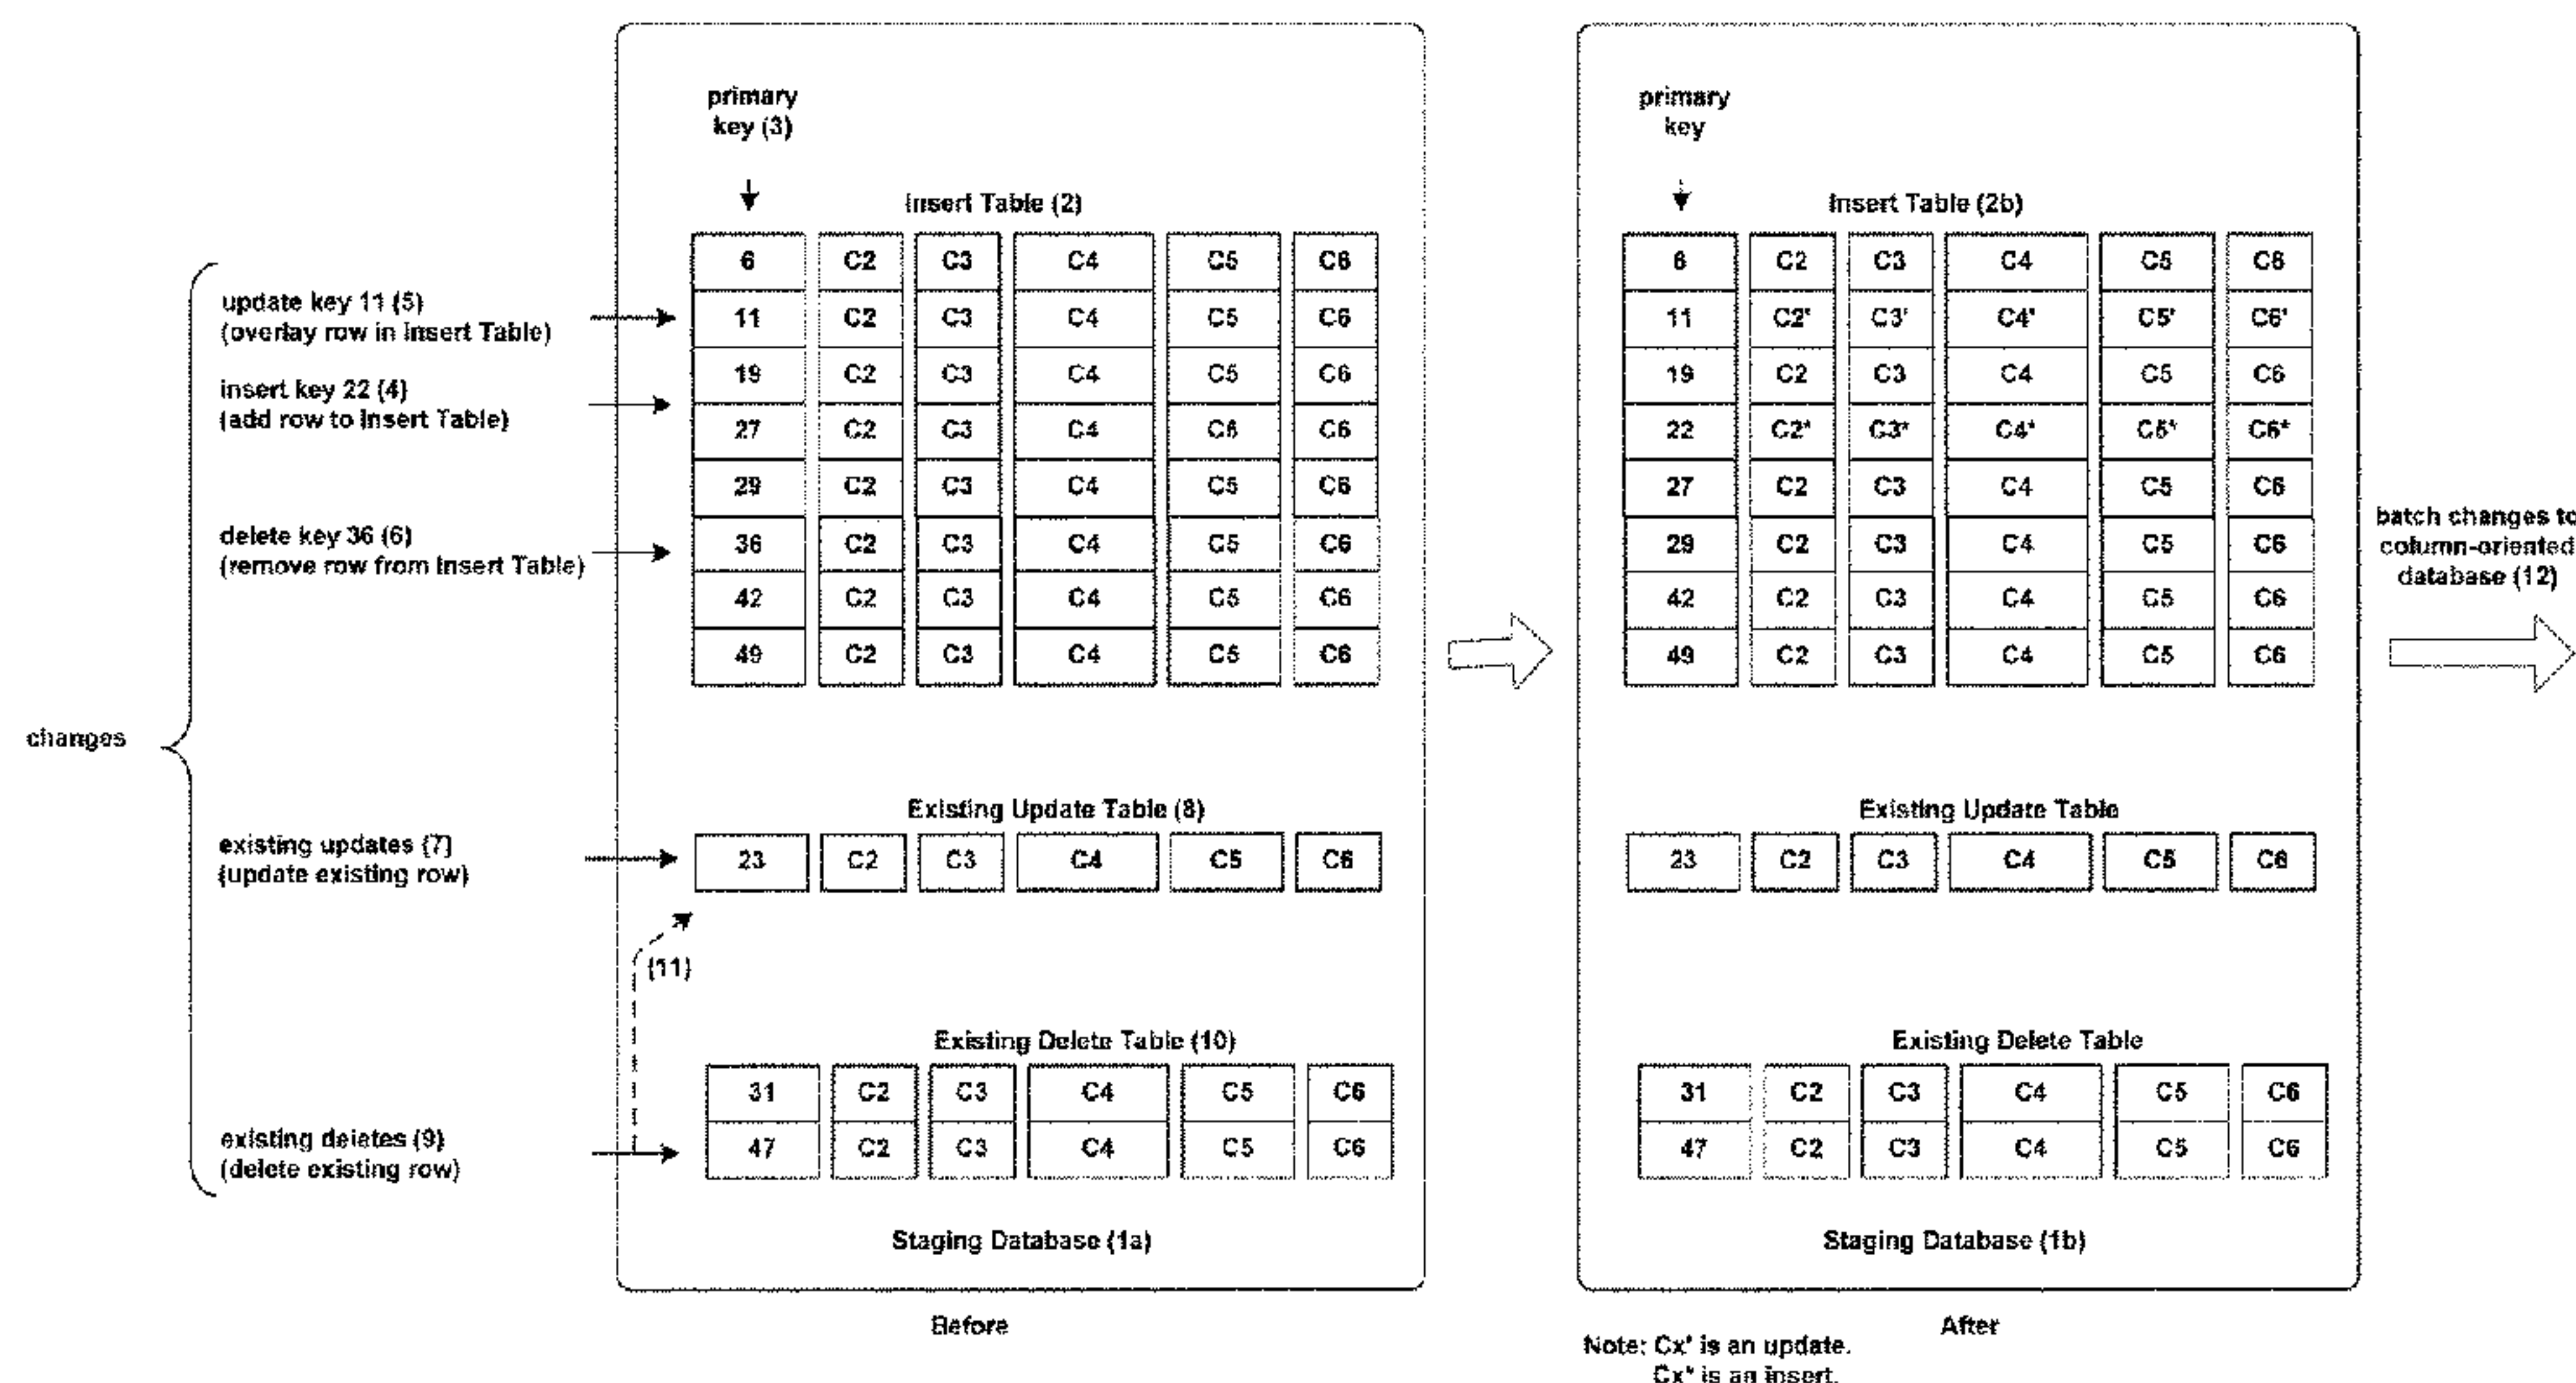 changes
update key 11 (5)
(overlay row in Insert Table)
insert key 22 (4)
(add row to Insert Table)
delete key 36 (6)
(remove row from Insert Table)
existing updates (7)
(update existing row)
existing deletes (9)
(delete existing row)
primary
key (3)
Insert Table (2)
6 C2 C3 C4 C5 C6
11 C2 C3 C4 C5 C6
19 C2 C3 C4 C5 C6
27 C2 C3 C4 C5 C6
29 C2 C3 C4 C5 C6
36 C2 C3 C4 C5 C6
42 C2 C3 C4 C5 C6
49 C2 C3 C4 C5 C6
Existing Update Table (8)
23 C2 C3 C4 C5 C6
(11)
Existing Delete Table (10)
31 C2 C3 C4 C5 C6
47 C2 C3 C4 C5 C6
Staging Database (1a)
Before
primary
key
Insert Table (2b)
6 C2 C3 C4 C5 C6
11 C2' C3' C4' C5' C6'
19 C2 C3 C4 C5 C6
22 C2* C3* C4* C5* C6*
27 C2 C3 C4 C5 C6
29 C2 C3 C4 C5 C6
42 C2 C3 C4 C5 C6
49 C2 C3 C4 C5 C6
Existing Update Table
23 C2 C3 C4 C5 C6
Existing Delete Table
31 C2 C3 C4 C5 C6
47 C2 C3 C4 C5 C6
Staging Database (1b)
After
Note: Cx' is an update.
Cx* is an insert.
batch changes to
column-oriented
database (12)